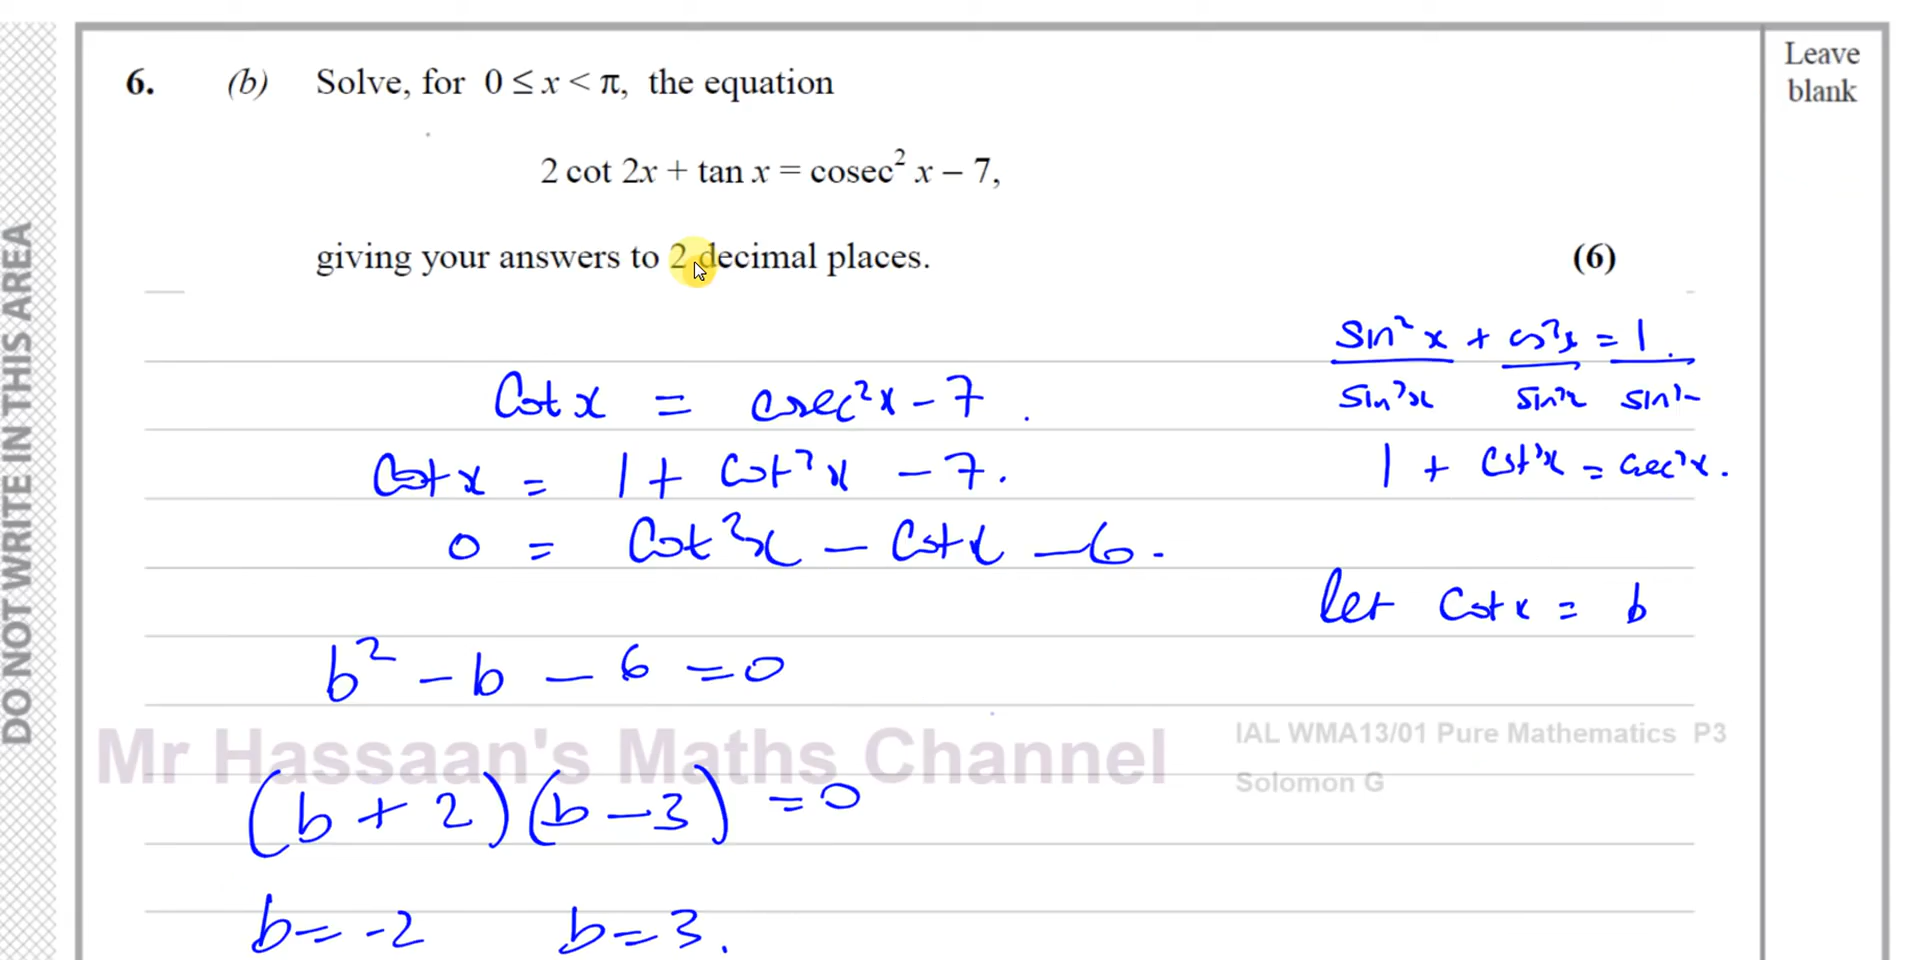 Leave
blank
6. (b) Solve, for 0 ≤ x < π, the equation
2 cot 2x + tan x = cosec² x − 7,
giving your answers to 2 decimal places. (6)
DO NOT WRITE IN THIS AREA
Cot x = cosec²x − 7.
Cot x = 1 + Cot²x − 7.
0 = Cot²x − Cot x − 6.
b² − b − 6 = 0
(b + 2)(b − 3) = 0
b = -2 b = 3.
sin²x + cos²x = 1.
sin²x sin²x sin²
1 + Cot²x = cosec²x.
let Cot x = b
Mr Hassaan's Maths Channel
IAL WMA13/01 Pure Mathematics P3
Solomon G